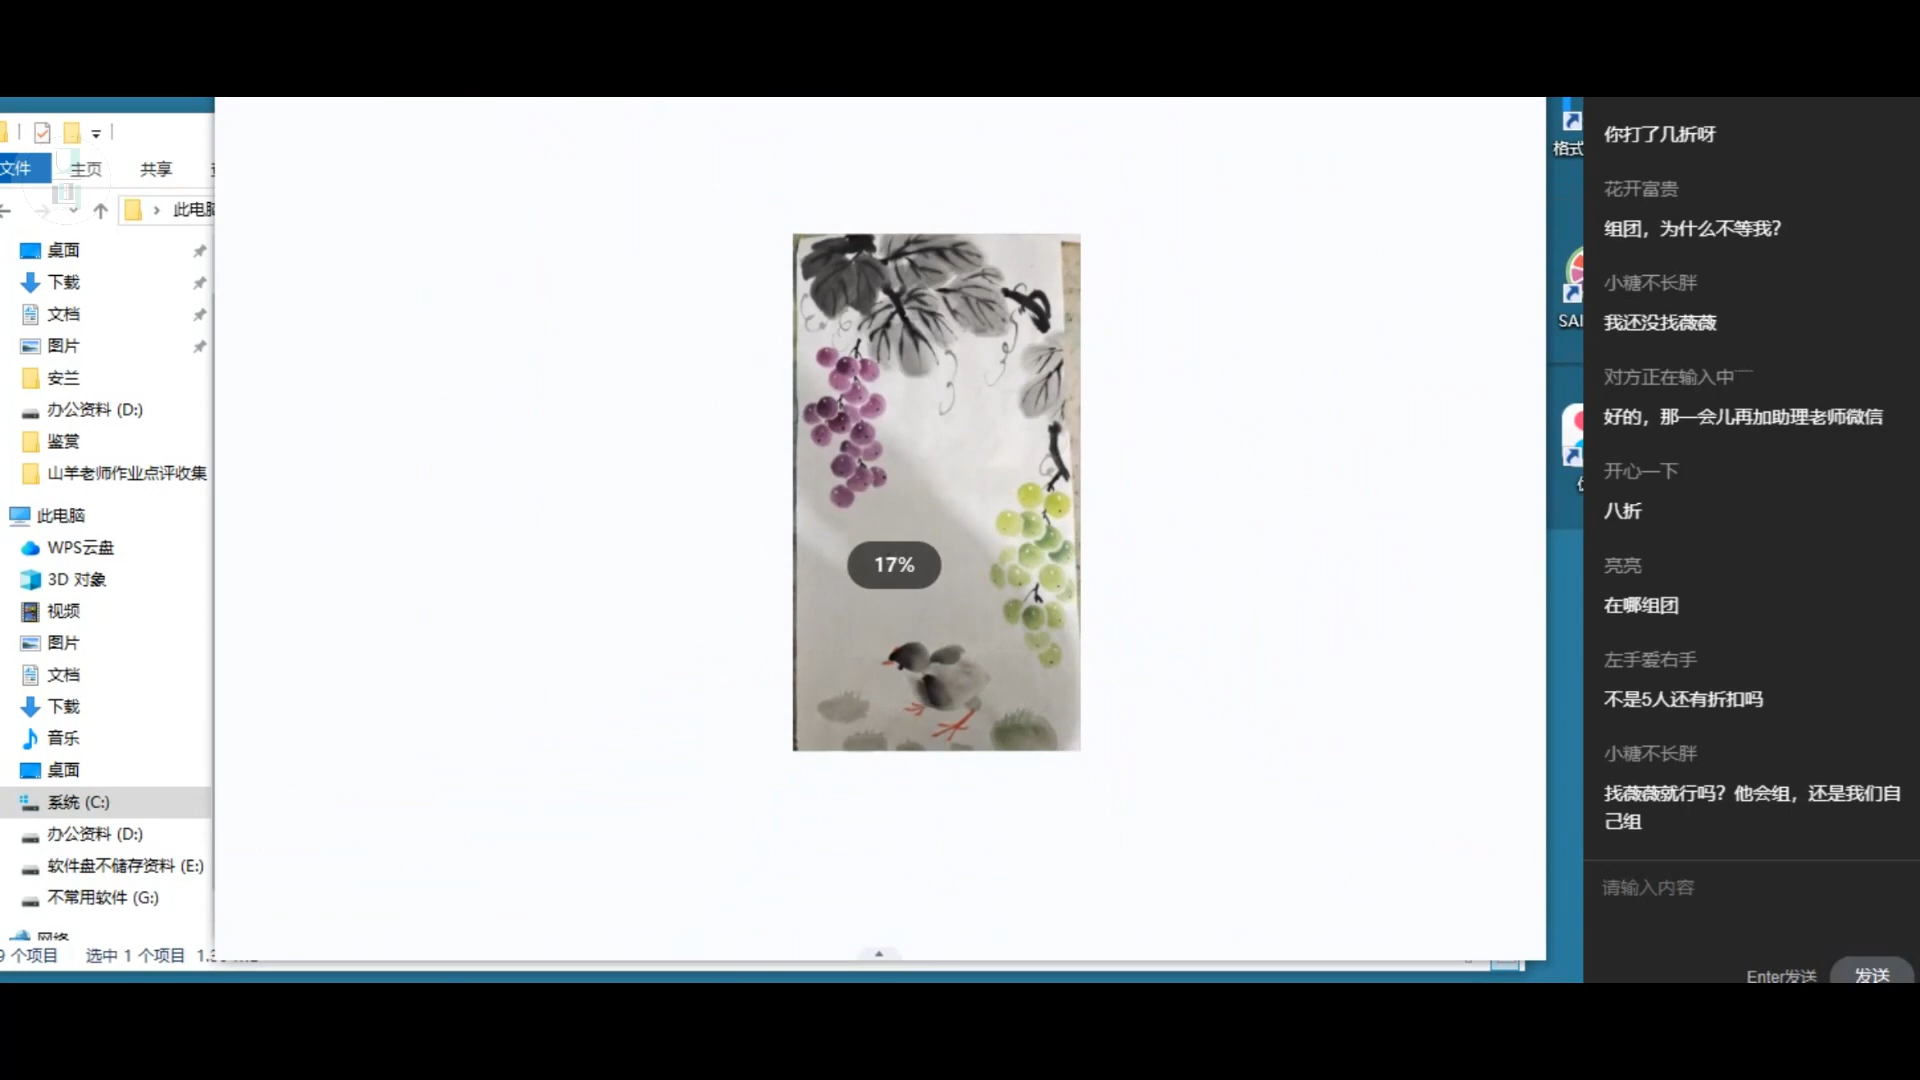 文件
主页
共享
此电脑
桌面
下载
文档
图片
安兰
办公资料 (D:)
鉴赏
山羊老师作业点评收集
此电脑
WPS云盘
3D 对象
视频
图片
文档
下载
音乐
桌面
系统 (C:)
办公资料 (D:)
软件盘不储存资料 (E:)
不常用软件 (G:)
网络
9 个项目
选中 1 个项目
17%
格式
SAI
你打了几折呀
花开富贵
组团，为什么不等我？
小糖不长胖
我还没找薇薇
对方正在输入中
好的，那一会儿再加助理老师微信
开心一下
八折
亮亮
在哪组团
左手爱右手
不是5人还有折扣吗
小糖不长胖
找薇薇就行吗？他会组，还是我们自
己组
请输入内容
Enter发送
发送